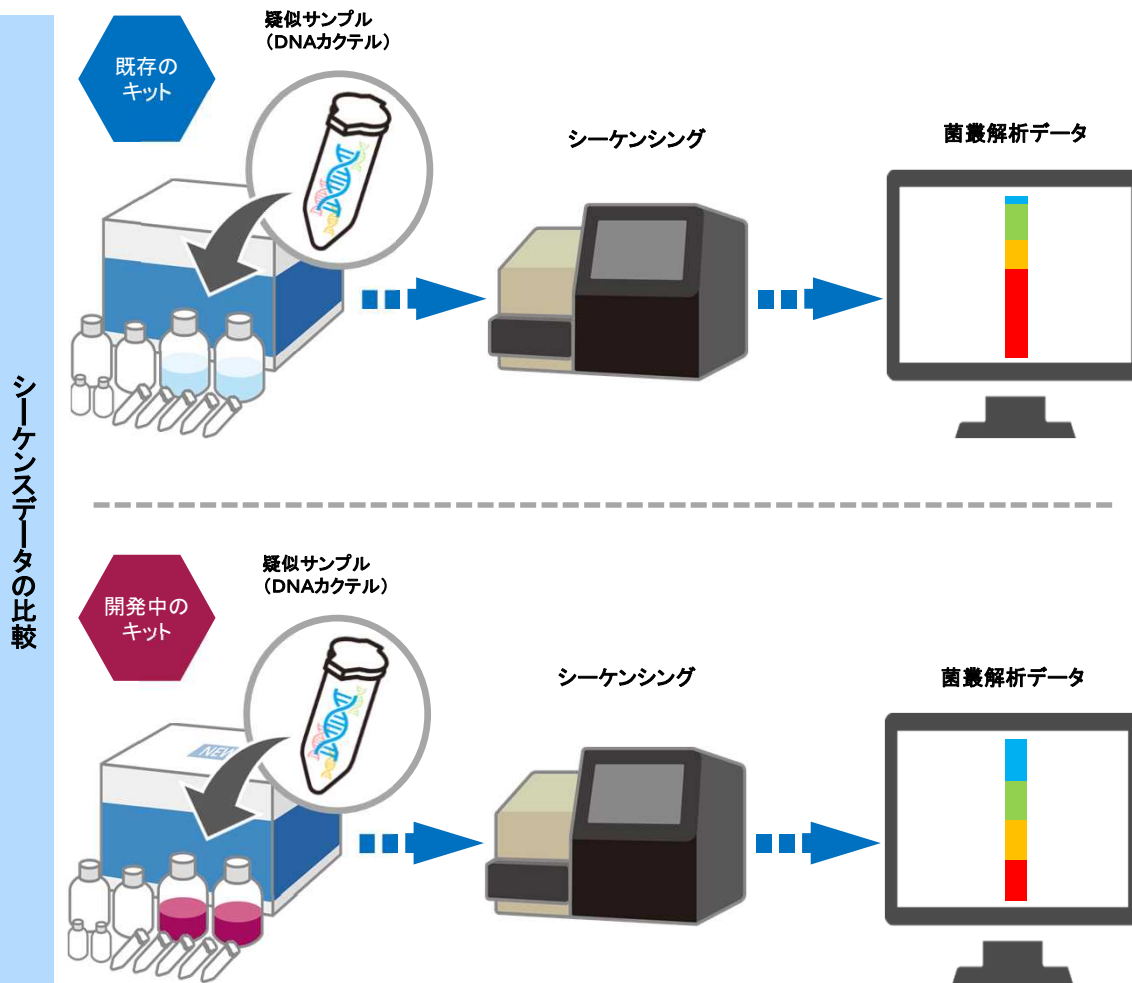 シーケンスデータの比較
既存の
キット
疑似サンプル
（DNAカクテル）
シーケンシング
菌叢解析データ
開発中の
キット
疑似サンプル
（DNAカクテル）
NEW
シーケンシング
菌叢解析データ